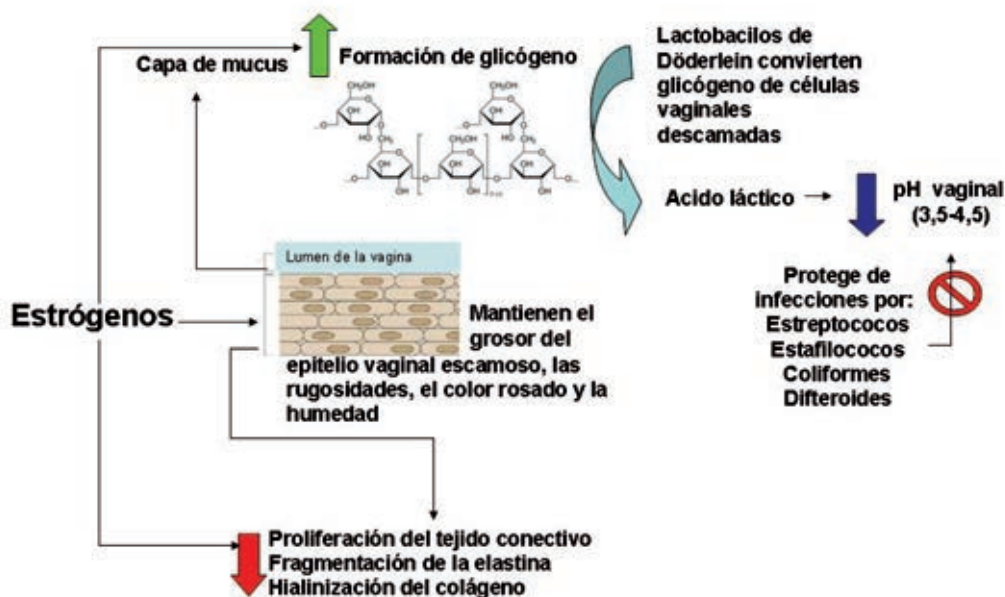 Capa de mucus
Formación de glicógeno
Lactobacilos de
Döderlein convierten
glicógeno de células
vaginales
descamadas
Acido láctico
pH vaginal
(3,5-4,5)
Lumen de la vagina
Estrógenos
Mantienen el
grosor del
epitelio vaginal escamoso, las
rugosidades, el color rosado y la
humedad
Protege de
infecciones por:
Estreptococos
Estafilococos
Coliformes
Difteroides
Proliferación del tejido conectivo
Fragmentación de la elastina
Hialinización del colágeno